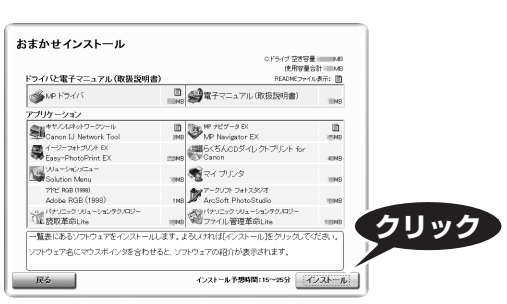 おまかせインストール
Cドライブ 空き容量 MB
使用容量合計 MB
ドライバと電子マニュアル（取扱説明書）
READMEファイル表示：
MP ドライバ MB
電子マニュアル（取扱説明書） MB
アプリケーション
キヤノンIJネットワークツール
Canon IJ Network Tool MB
MP ナビゲータ EX
MP Navigator EX MB
イージーフォトプリント EX
Easy-PhotoPrint EX MB
らくちんCDダイレクトプリント for
Canon MB
ソリューションメニュー
Solution Menu MB
マイ プリンタ MB
アドビ RGB (1998)
Adobe RGB (1998) 1MB
アークソフト フォトスタジオ
ArcSoft PhotoStudio MB
パナソニック ソリューションテクノロジー
読取革命Lite MB
パナソニック ソリューションテクノロジー
ファイル管理革命Lite MB
一覧表にあるソフトウェアをインストールします。よろしければ[インストール]をクリックしてください。
ソフトウェア名にマウスポインタを合わせると、ソフトウェアの紹介が表示されます。
戻る
インストール予想時間：15～25分
インストール
クリック